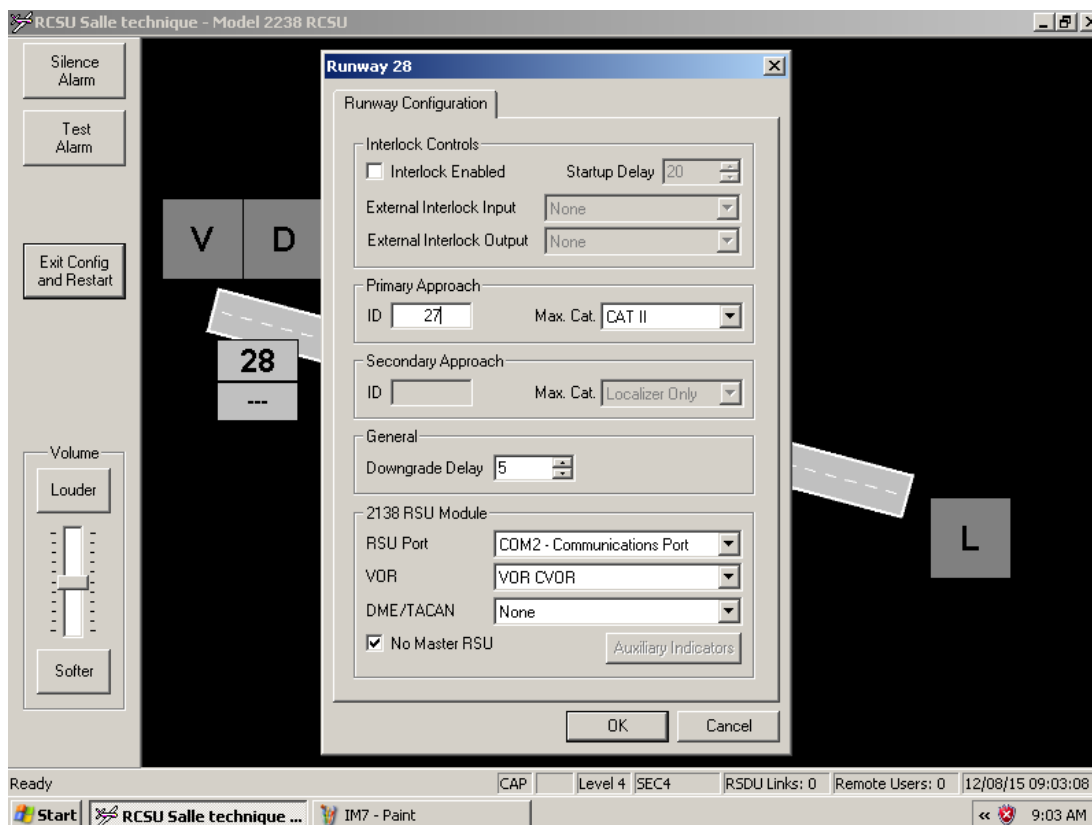 RCSU Salle technique - Model 2238 RCSU
Silence
Alarm
Test
Alarm
Exit Config
and Restart
Volume
Louder
Softer
V D
28
---
L
Runway 28
Runway Configuration
Interlock Controls
Interlock Enabled Startup Delay 20
External Interlock Input None
External Interlock Output None
Primary Approach
ID 27 Max. Cat. CAT II
Secondary Approach
ID Max. Cat. Localizer Only
General
Downgrade Delay 5
2138 RSU Module
RSU Port COM2 - Communications Port
VOR VOR CVOR
DME/TACAN None
No Master RSU Auxiliary Indicators
OK Cancel
Ready CAP Level 4 SEC4 RSDU Links: 0 Remote Users: 0 12/08/15 09:03:08
Start RCSU Salle technique ... IM7 - Paint « 9:03 AM